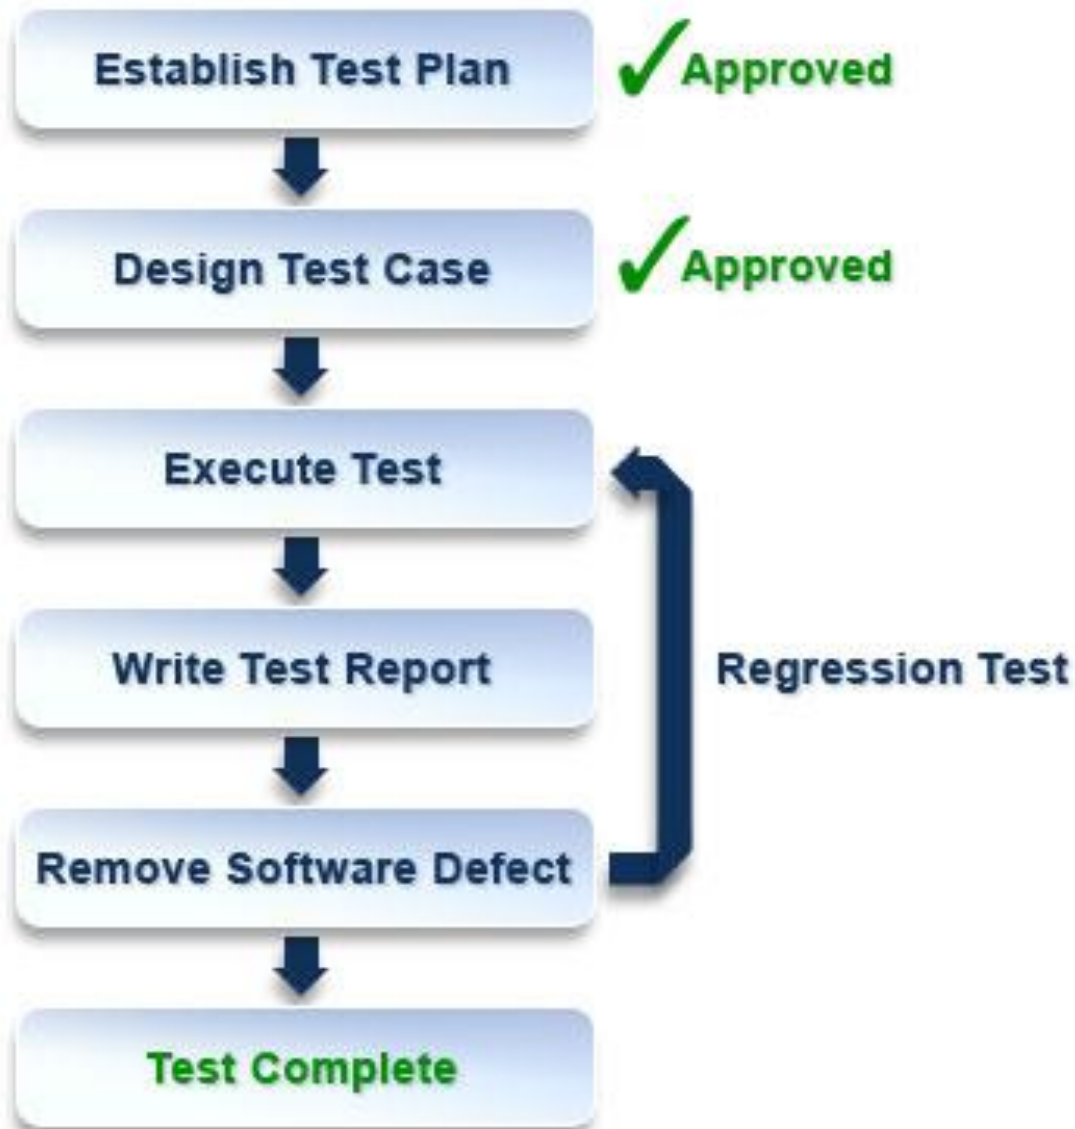 Establish Test Plan
Approved
Design Test Case
Approved
Execute Test
Write Test Report
Regression Test
Remove Software Defect
Test Complete